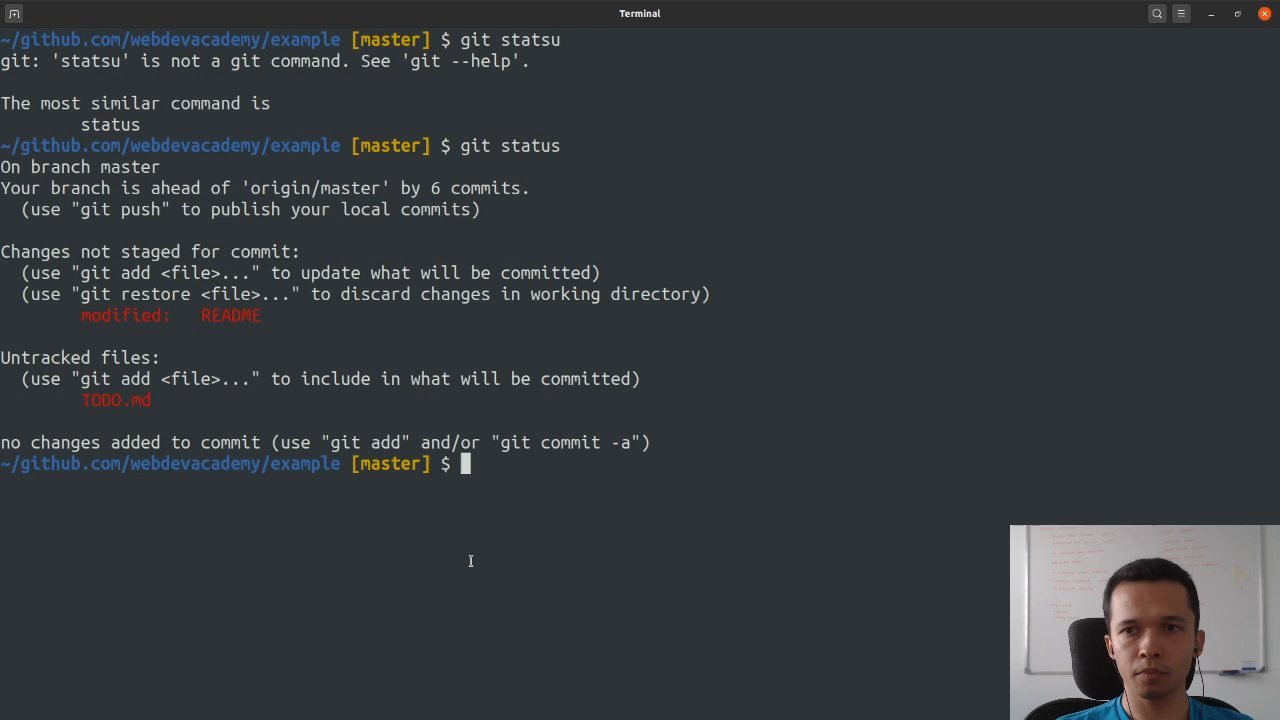 Terminal
~/github.com/webdevacademy/example [master] $ git statsu
git: 'statsu' is not a git command. See 'git --help'.
The most similar command is
status
~/github.com/webdevacademy/example [master] $ git status
On branch master
Your branch is ahead of 'origin/master' by 6 commits.
(use "git push" to publish your local commits)
Changes not staged for commit:
(use "git add <file>..." to update what will be committed)
(use "git restore <file>..." to discard changes in working directory)
modified:   README
Untracked files:
(use "git add <file>..." to include in what will be committed)
TODO.md
no changes added to commit (use "git add" and/or "git commit -a")
~/github.com/webdevacademy/example [master] $